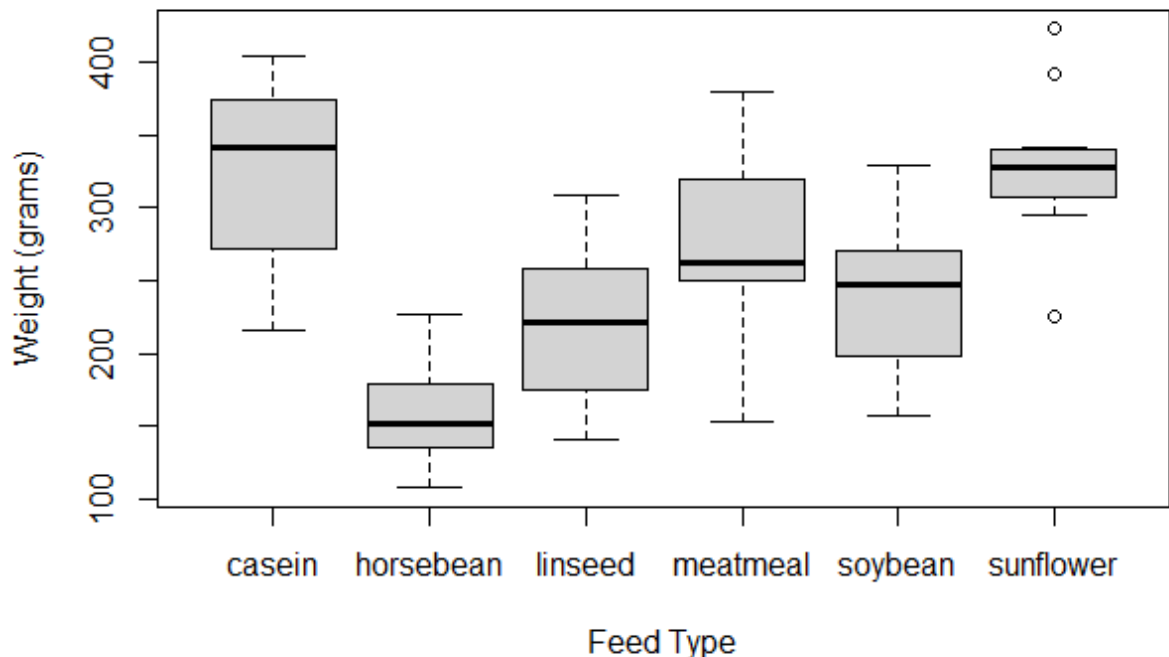 Weight (grams)
400
300
200
100
casein horsebean linseed meatmeal soybean sunflower
Feed Type